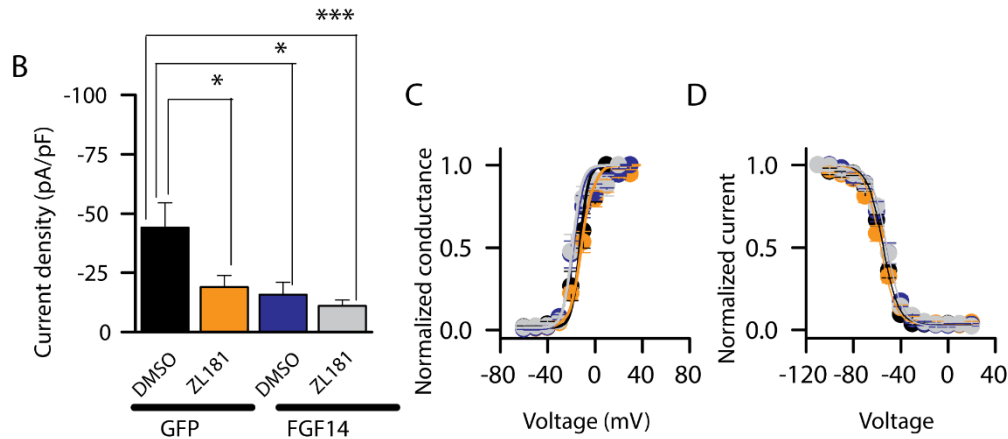 B
***
*
*
Current density (pA/pF)
-100
-75
-50
-25
0
DMSO
ZL181
DMSO
ZL181
GFP
FGF14
C
Normalized conductance
1.0
0.5
0.0
-80 -40 0 40 80
Voltage (mV)
D
Normalized current
1.0
0.5
0.0
-120 -80 -40 0 40
Voltage